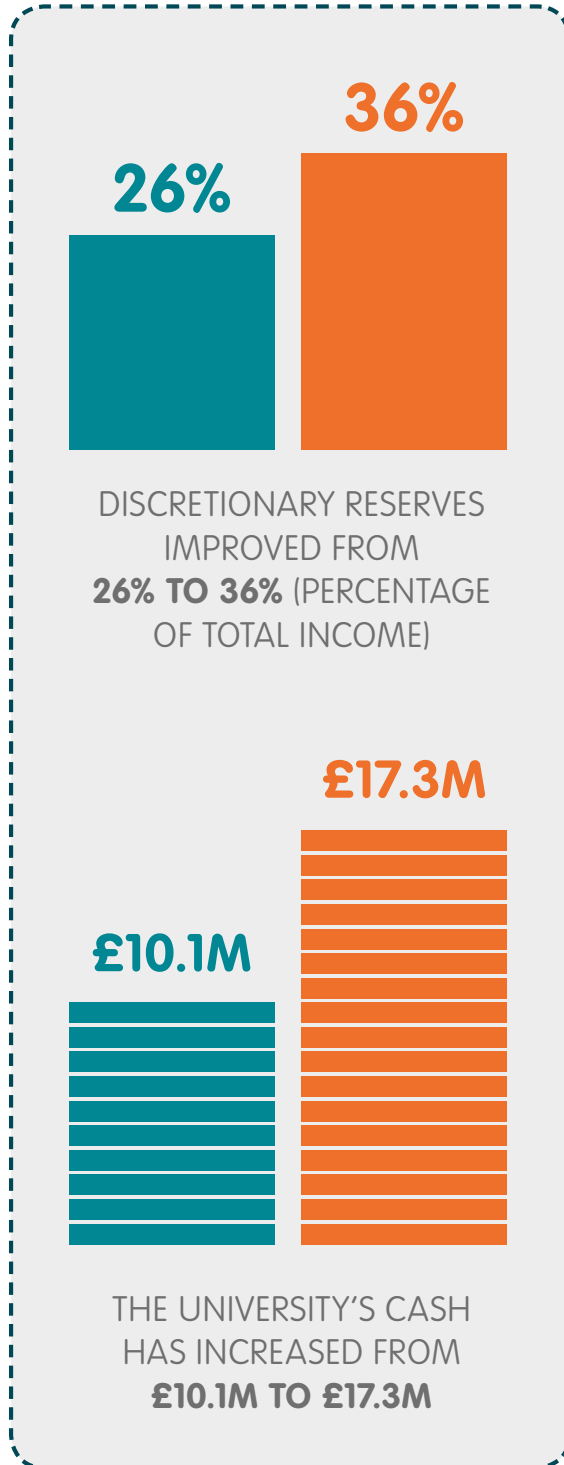 36%
26%
DISCRETIONARY RESERVES
IMPROVED FROM
26% TO 36% (PERCENTAGE
OF TOTAL INCOME)
£17.3M
£10.1M
THE UNIVERSITY’S CASH
HAS INCREASED FROM
£10.1M TO £17.3M